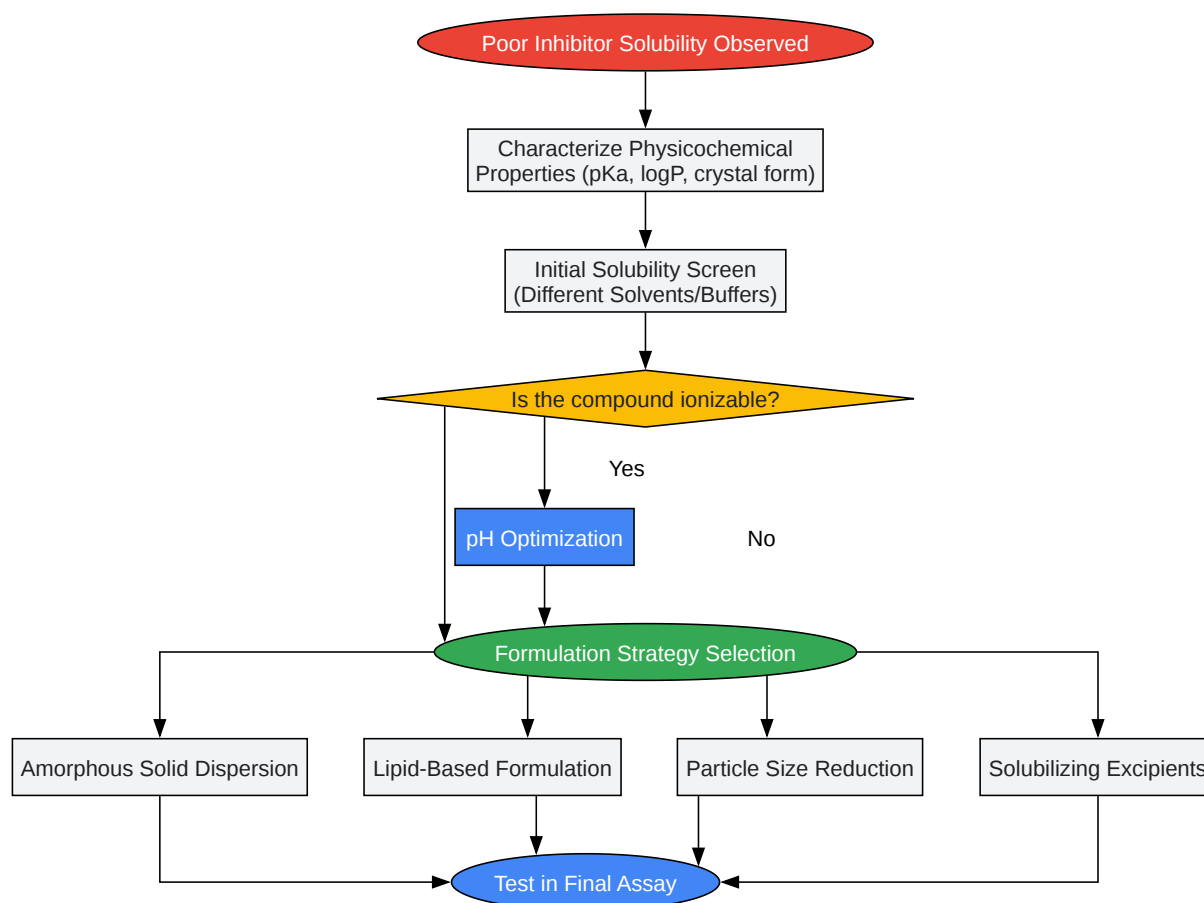 Poor Inhibitor Solubility Observed
Characterize Physicochemical
Properties (pKa, logP, crystal form)
Initial Solubility Screen
(Different Solvents/Buffers)
Is the compound ionizable?
Yes
pH Optimization
No
Formulation Strategy Selection
Amorphous Solid Dispersion
Lipid-Based Formulation
Particle Size Reduction
Solubilizing Excipients
Test in Final Assay